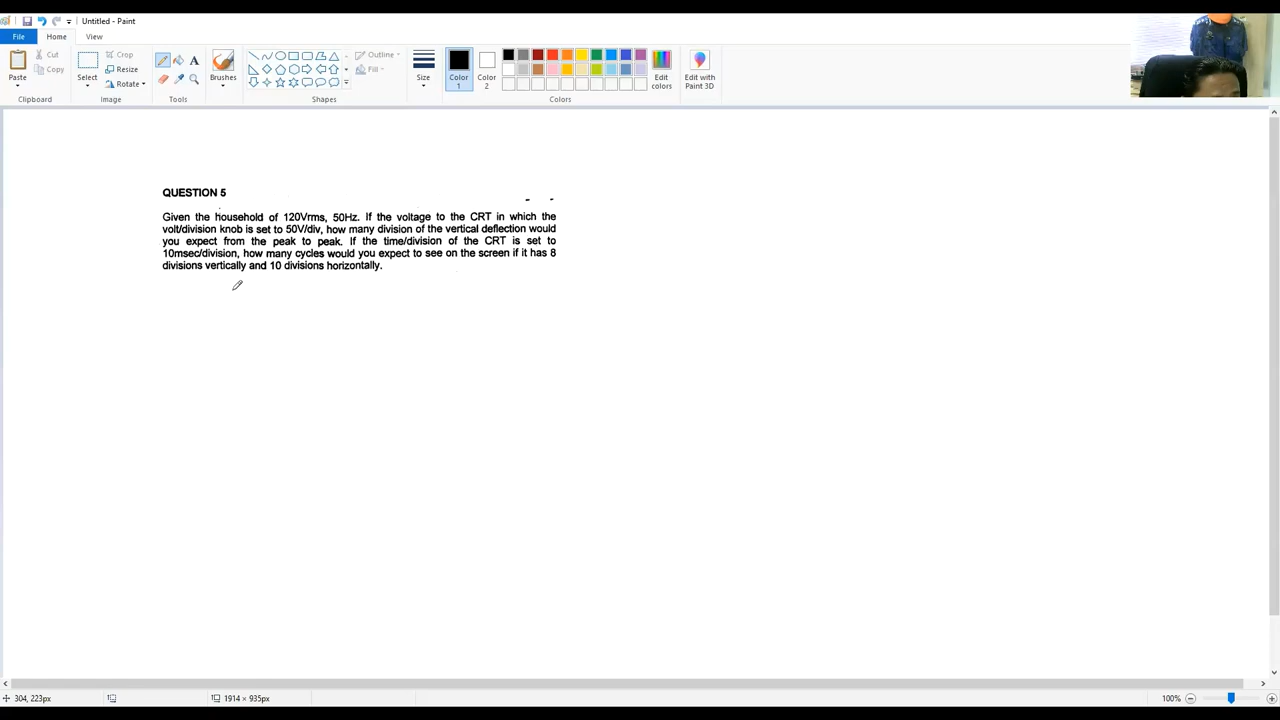 Untitled - Paint
File
Home
View
Paste
Cut
Copy
Clipboard
Select
Crop
Resize
Rotate
Image
A
Tools
Brushes
Outline
Fill
Shapes
Size
Color
1
Color
2
Edit
colors
Colors
Edit with
Paint 3D
QUESTION 5
Given the household of 120Vrms, 50Hz. If the voltage to the CRT in which the
volt/division knob is set to 50V/div, how many division of the vertical deflection would
you expect from the peak to peak. If the time/division of the CRT is set to
10msec/division, how many cycles would you expect to see on the screen if it has 8
divisions vertically and 10 divisions horizontally.
304, 223px
1914 × 935px
100%